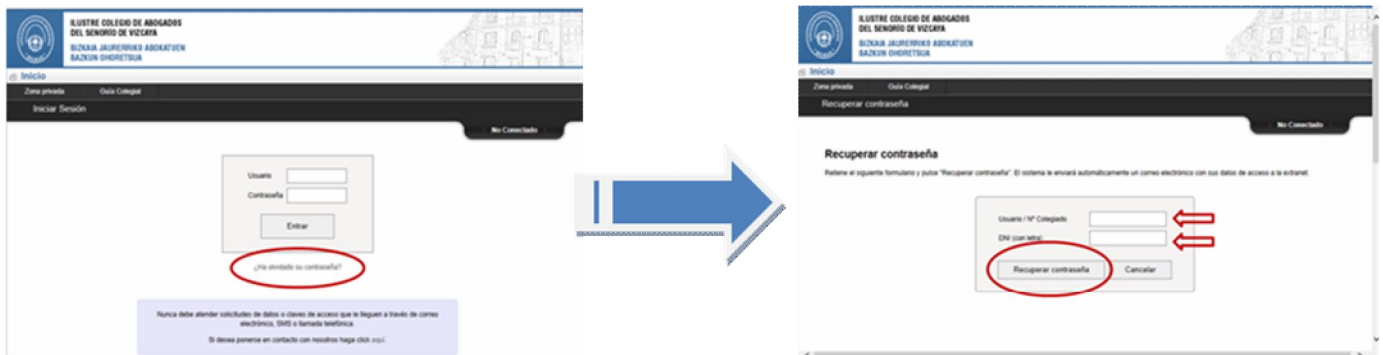 ILUSTRE COLEGIO DE ABOGADOS
DEL SENORÍO DE VIZCAYA
BIZKAIA JAURERRIKO ABOKATUEN
BAZKUN OHORETSUA
Inicio
Zona privada Guía Colegial
Iniciar Sesión
No Conectado
Usuario
Contraseña
Entrar
¿Ha olvidado su contraseña?
Nunca debe atender solicitudes de datos o claves de acceso que le lleguen a través de correo
electrónico, SMS o llamada telefónica.
Si desea ponerse en contacto con nosotros haga click aquí.
ILUSTRE COLEGIO DE ABOGADOS
DEL SENORÍO DE VIZCAYA
BIZKAIA JAURERRIKO ABOKATUEN
BAZKUN OHORETSUA
Inicio
Zona privada Guía Colegial
Recuperar contraseña
No Conectado
Recuperar contraseña
Rellene el siguiente formulario y pulse "Recuperar contraseña". El sistema le enviará automáticamente un correo electrónico con sus datos de acceso a la extranet.
Usuario / Nº Colegiado
DNI (con letra)
Recuperar contraseña Cancelar